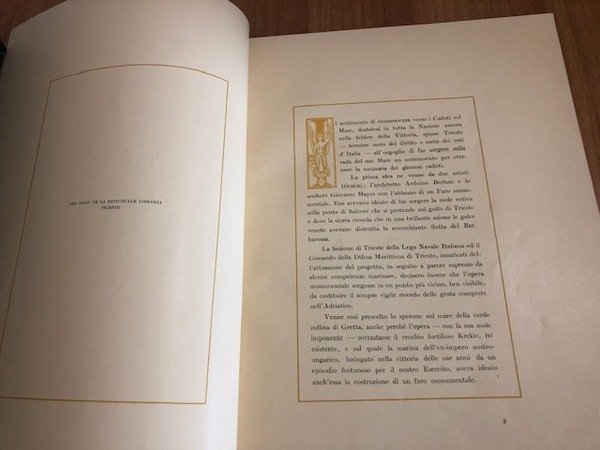 ART GRAF. DE LA EDITORIALE LIBRARIA
TRIESTE
Il sentimento di riconoscenza verso i Caduti sul
Mare, destatosi in tutta la Nazione ancora
nella febbre della Vittoria, spinse Trieste
— termine sacro del diritto e meta dei voti
d'Italia — all'orgoglio di far sorgere sulla
rada del suo Mare un monumento per eter-
nare la memoria dei gloriosi caduti.
La prima idea ne venne da due artisti
triestini; l'architetto Arduino Berlam e lo
scultore Giovanni Mayer con l'abbozzo di un Faro monu-
mentale. Essi avevano ideato di far sorgere la mole votiva
sulla punta di Salvore che si protende sul golfo di Trieste
e dove la storia ricorda che in una brillante azione le galee
venete avevano distrutta la soverchiante flotta del Bar-
barossa.
La Sezione di Trieste della Lega Navale Italiana ed il
Comando della Difesa Marittima di Trieste, incaricati del-
l'attuazione del progetto, in seguito a parere espresso da
alcune competenze marinare, decisero invece che l'opera
monumentale sorgesse in un punto più vicino, ben visibile,
da costituire il sempre vigile ricordo delle gesta compiute
nell'Adriatico.
Venne così prescelto lo sperone sul mare della verde
collina di Gretta, anche perchè l'opera — con la sua mole
imponente — sovrastasse il vecchio fortilizio Krekic, ivi
esistente, e sul quale la marina dell'ex-impero austro-
ungarico, lusingato nella vittoria delle sue armi da un
episodio fortunoso per il nostro Esercito, aveva ideato
anch'essa la costruzione di un faro monumentale.